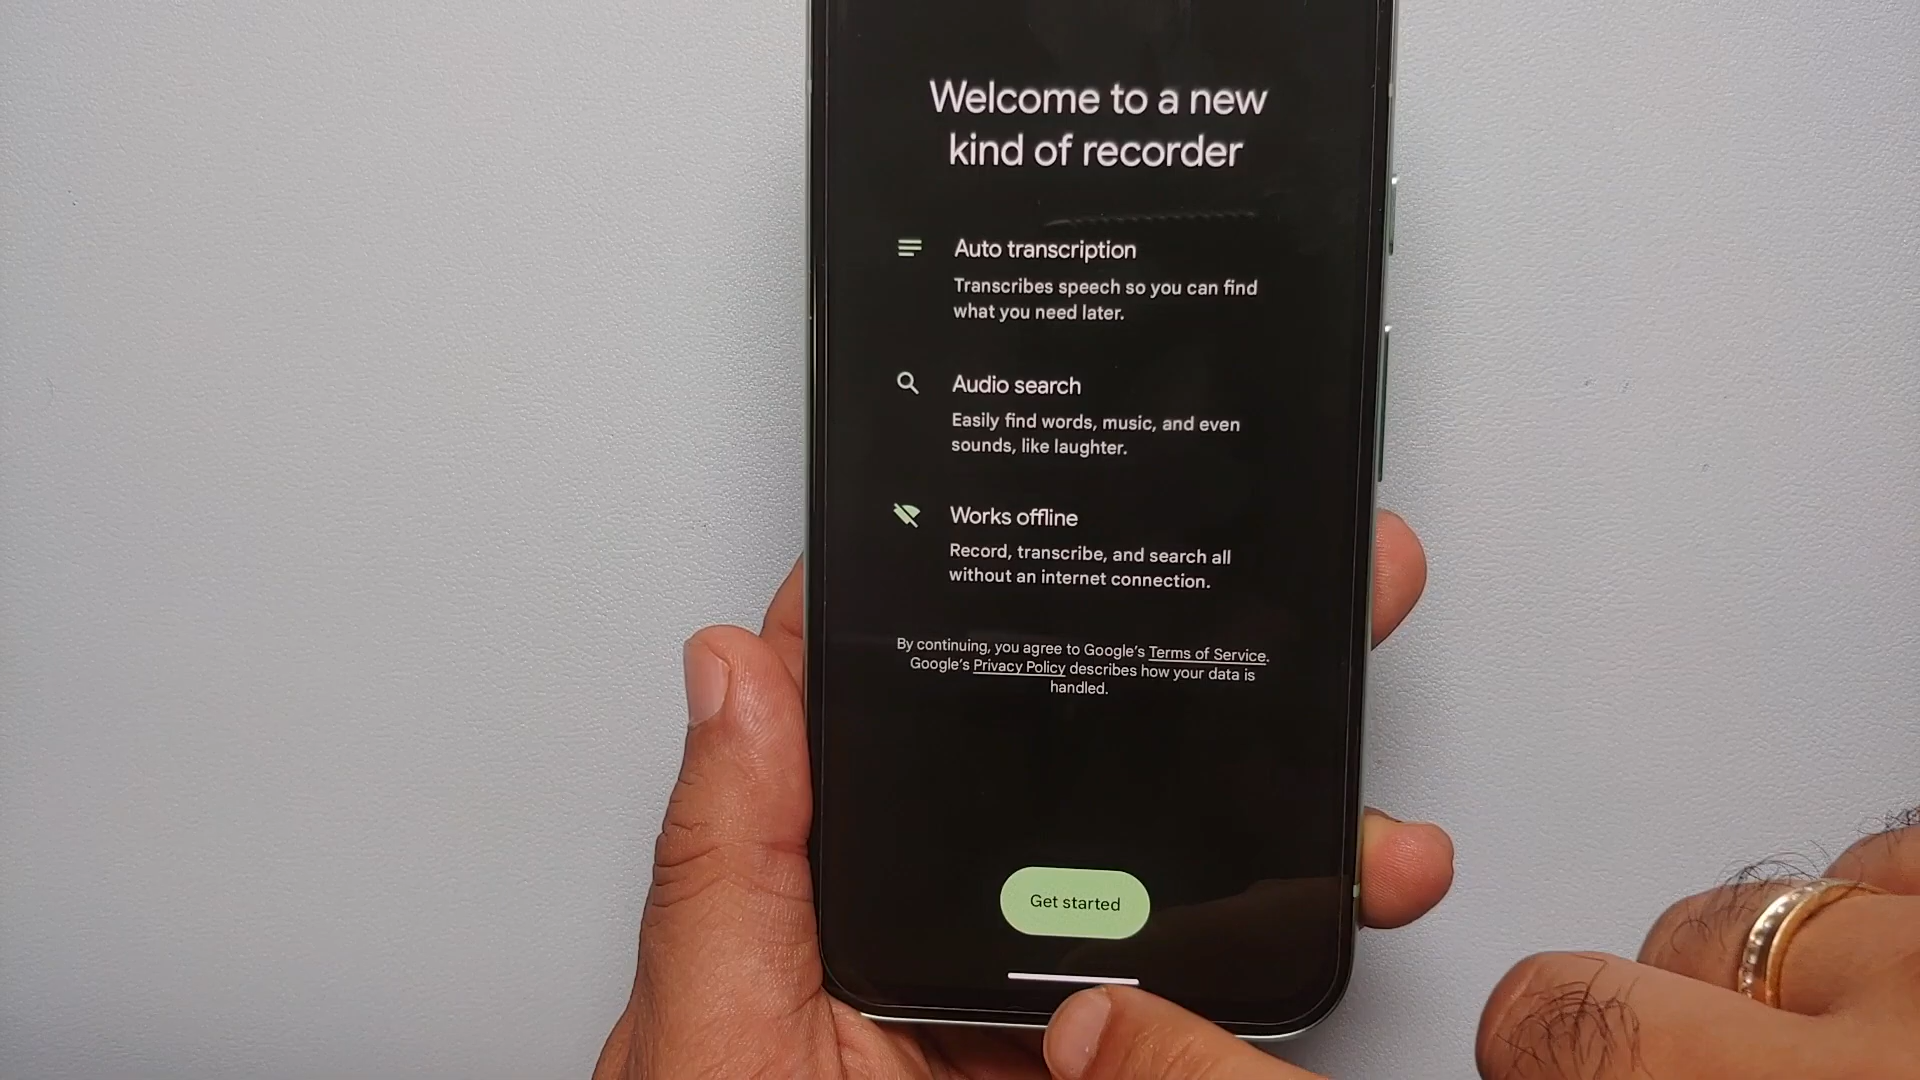 Welcome to a new
kind of recorder
Auto transcription
Transcribes speech so you can find
what you need later.
Audio search
Easily find words, music, and even
sounds, like laughter.
Works offline
Record, transcribe, and search all
without an internet connection.
By continuing, you agree to Google's Terms of Service.
Google's Privacy Policy describes how your data is
handled.
Get started